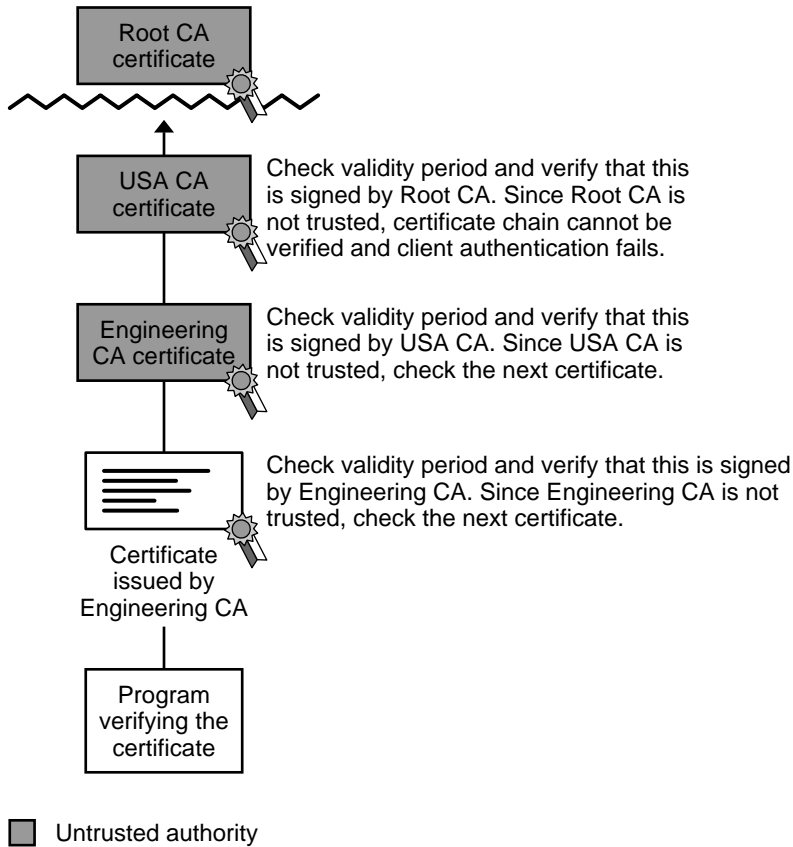 Root CA
certificate
USA CA
certificate
Check validity period and verify that this
is signed by Root CA. Since Root CA is
not trusted, certificate chain cannot be
verified and client authentication fails.
Engineering
CA certificate
Check validity period and verify that this
is signed by USA CA. Since USA CA is
not trusted, check the next certificate.
Check validity period and verify that this is signed
by Engineering CA. Since Engineering CA is not
trusted, check the next certificate.
Certificate
issued by
Engineering CA
Program
verifying the
certificate
Untrusted authority